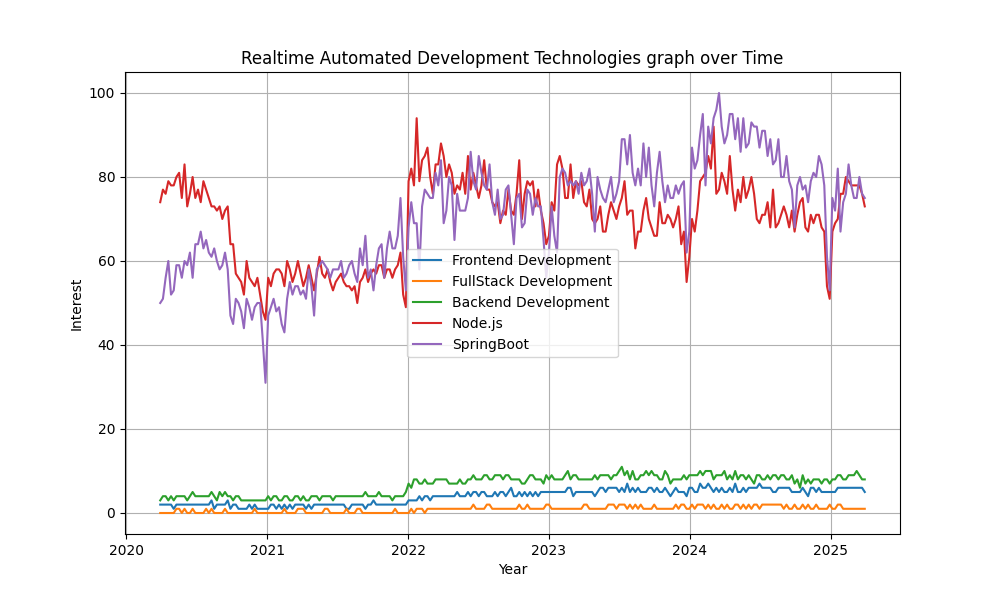 Realtime Automated Development Technologies graph over Time
100
80
60
40
20
0
Interest
Frontend Development
FullStack Development
Backend Development
Node.js
SpringBoot
2020 2021 2022 2023 2024 2025
Year